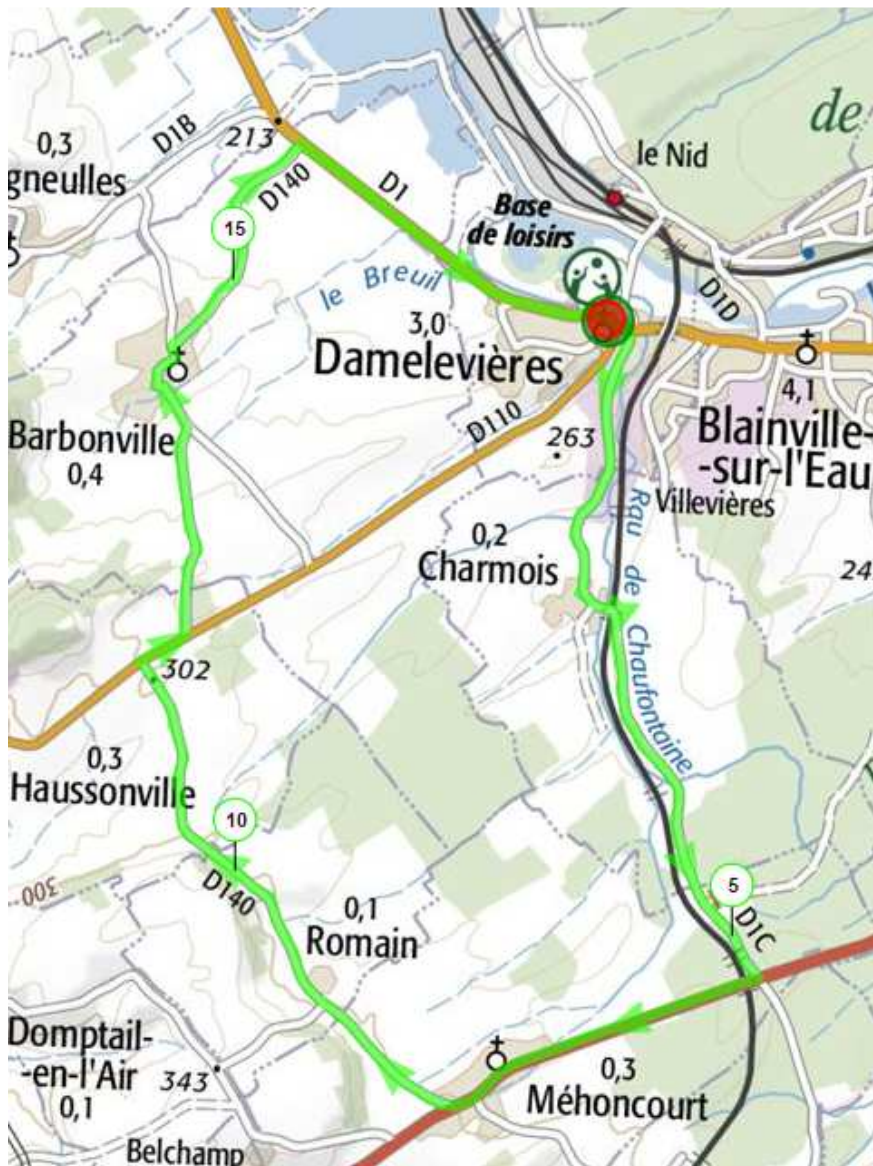 de
0,3
gneulles
D1B
213
D140
D1
le Nid
Base
de loisirs
15
le Breuil
D1D
3,0
Damelevières
4,1
Blainville-
-sur-l'Eau
Barbonville
0,4
D110
263
Villevières
0,2
Charmois
24
Rau de Chaufontaine
302
0,3
Haussonville
10
300
D140
5
D1C
0,1
Romain
Domptail-
-en-l'Air
0,1
343
0,3
Méhoncourt
Belchamp